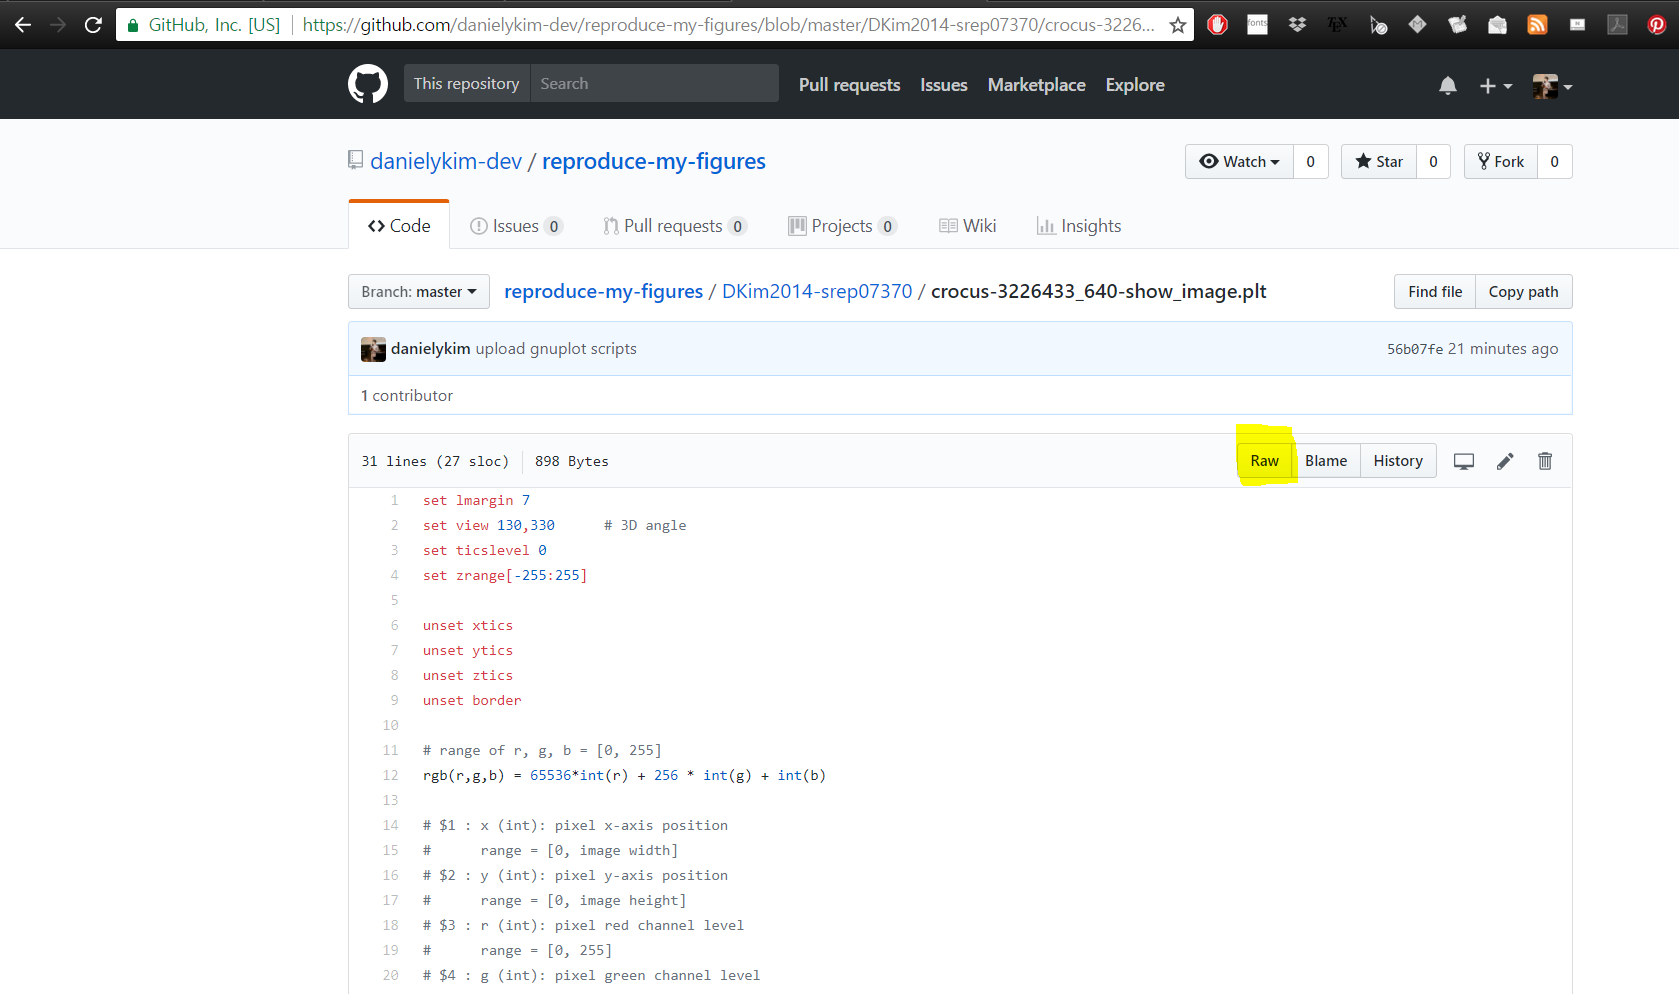 GitHub, Inc. [US] https://github.com/danielykim-dev/reproduce-my-figures/blob/master/DKim2014-srep07370/crocus-3226...
fonts TEX
This repository Search Pull requests Issues Marketplace Explore
danielykim-dev / reproduce-my-figures
Watch 0 Star 0 Fork 0
Code Issues 0 Pull requests 0 Projects 0 Wiki Insights
Branch: master reproduce-my-figures / DKim2014-srep07370 / crocus-3226433_640-show_image.plt Find file Copy path
danielykim upload gnuplot scripts 56b07fe 21 minutes ago
1 contributor
31 lines (27 sloc) 898 Bytes Raw Blame History
1 set lmargin 7
2 set view 130,330 # 3D angle
3 set ticslevel 0
4 set zrange[-255:255]
5
6 unset xtics
7 unset ytics
8 unset ztics
9 unset border
10
11 # range of r, g, b = [0, 255]
12 rgb(r,g,b) = 65536*int(r) + 256 * int(g) + int(b)
13
14 # $1 : x (int): pixel x-axis position
15 # range = [0, image width]
16 # $2 : y (int): pixel y-axis position
17 # range = [0, image height]
18 # $3 : r (int): pixel red channel level
19 # range = [0, 255]
20 # $4 : g (int): pixel green channel level